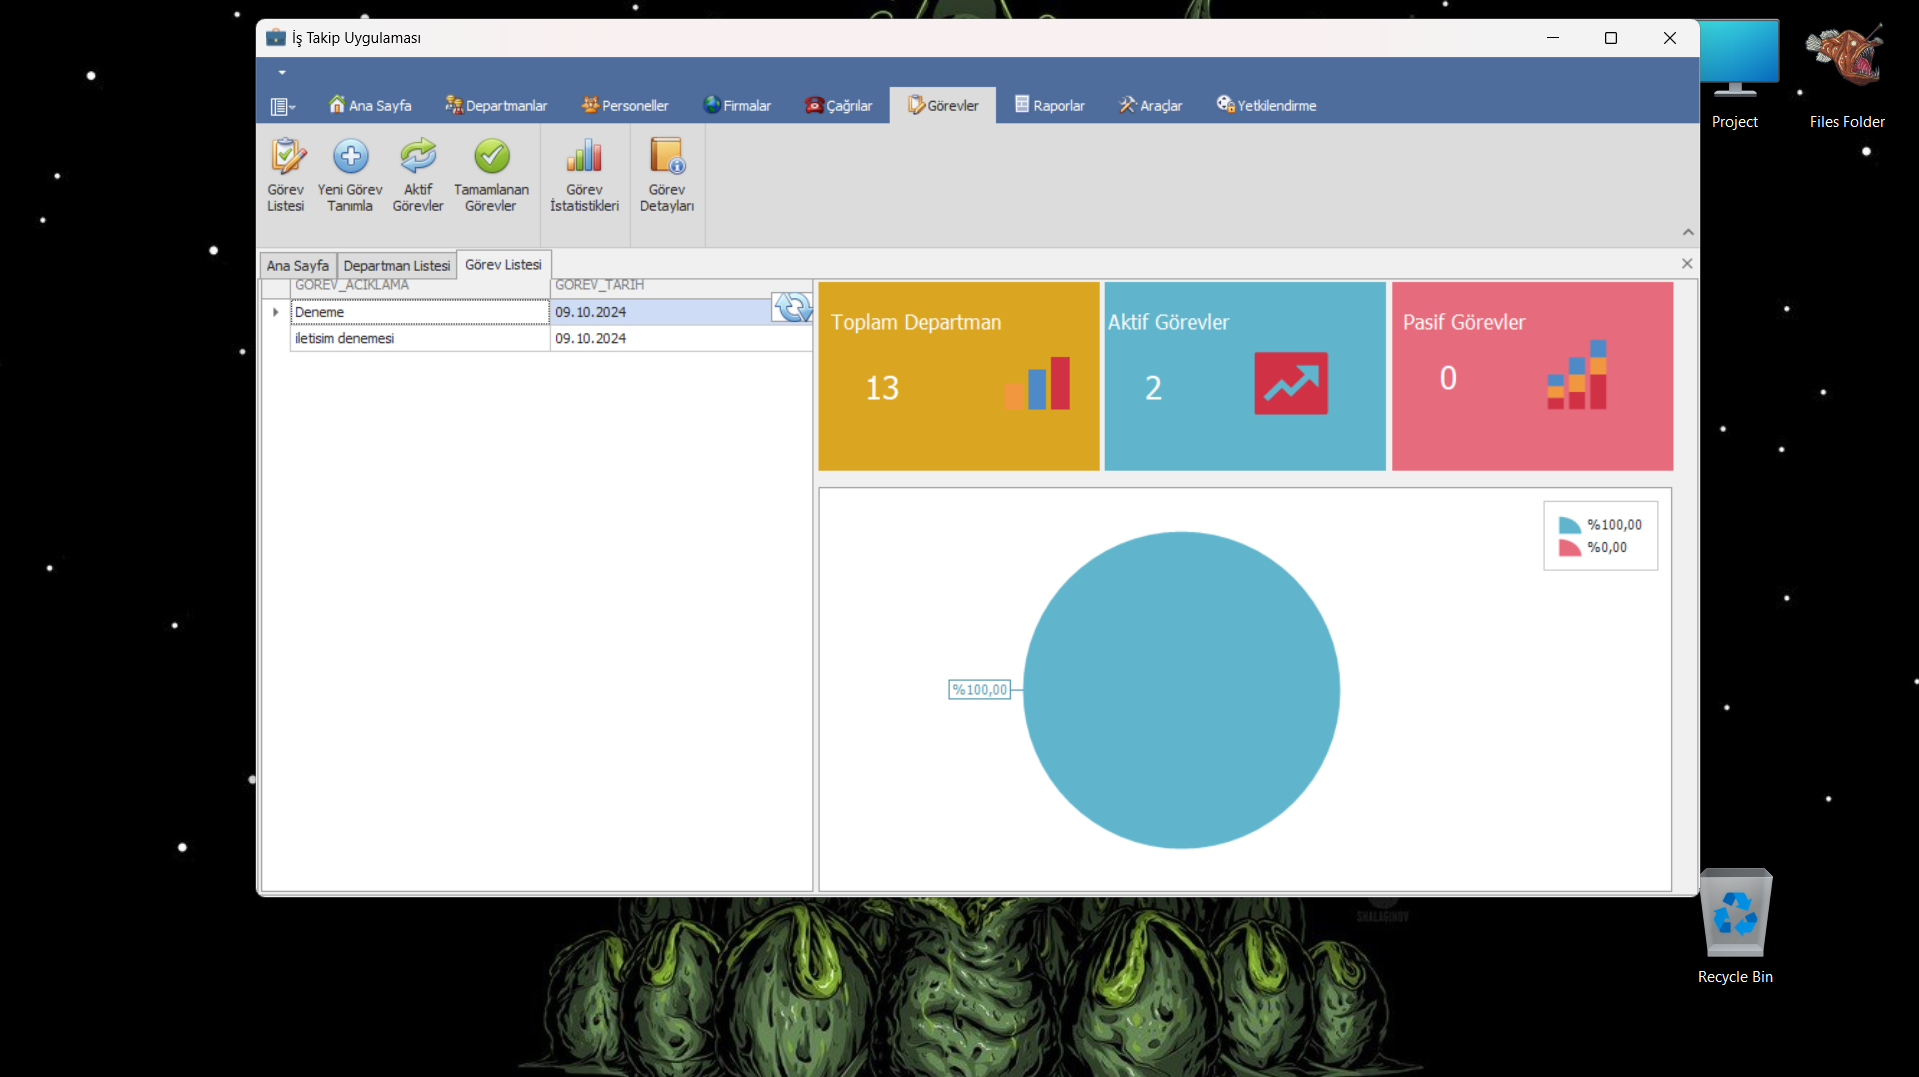 İş Takip Uygulaması
Project
Files Folder
Ana Sayfa
Departmanlar
Personeller
Firmalar
Çağrılar
Görevler
Raporlar
Araçlar
Yetkilendirme
Görev
Listesi
Yeni Görev
Tanımla
Aktif
Görevler
Tamamlanan
Görevler
Görev
İstatistikleri
Görev
Detayları
Ana Sayfa
Departman Listesi
Görev Listesi
GOREV_ACIKLAMA
GOREV_TARIH
Deneme
09.10.2024
iletisim denemesi
09.10.2024
Toplam Departman
13
Aktif Görevler
2
Pasif Görevler
0
%100,00
%0,00
%100,00
SHALAGINOV
Recycle Bin